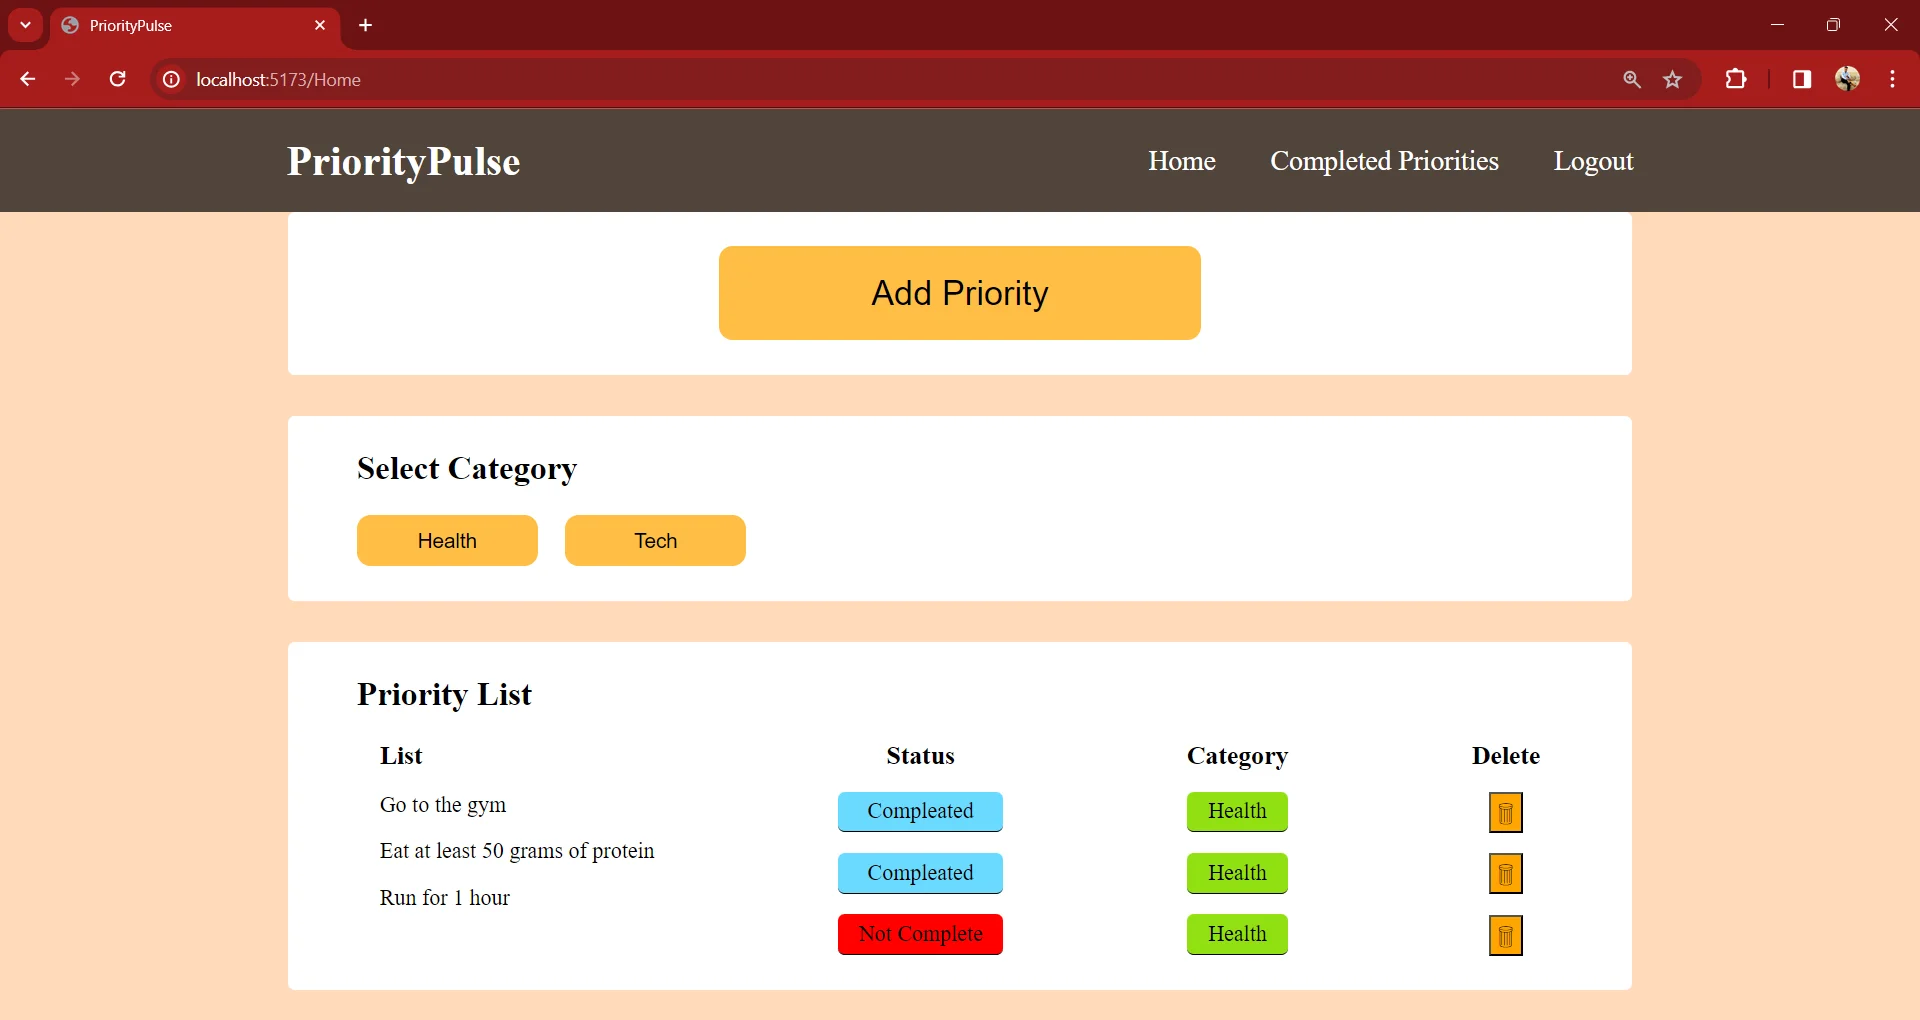 PriorityPulse
localhost:5173/Home
PriorityPulse Home Completed Priorities Logout
Add Priority
Select Category
Health Tech
Priority List
List Status Category Delete
Go to the gym Compleated Health
Eat at least 50 grams of protein Compleated Health
Run for 1 hour Not Complete Health